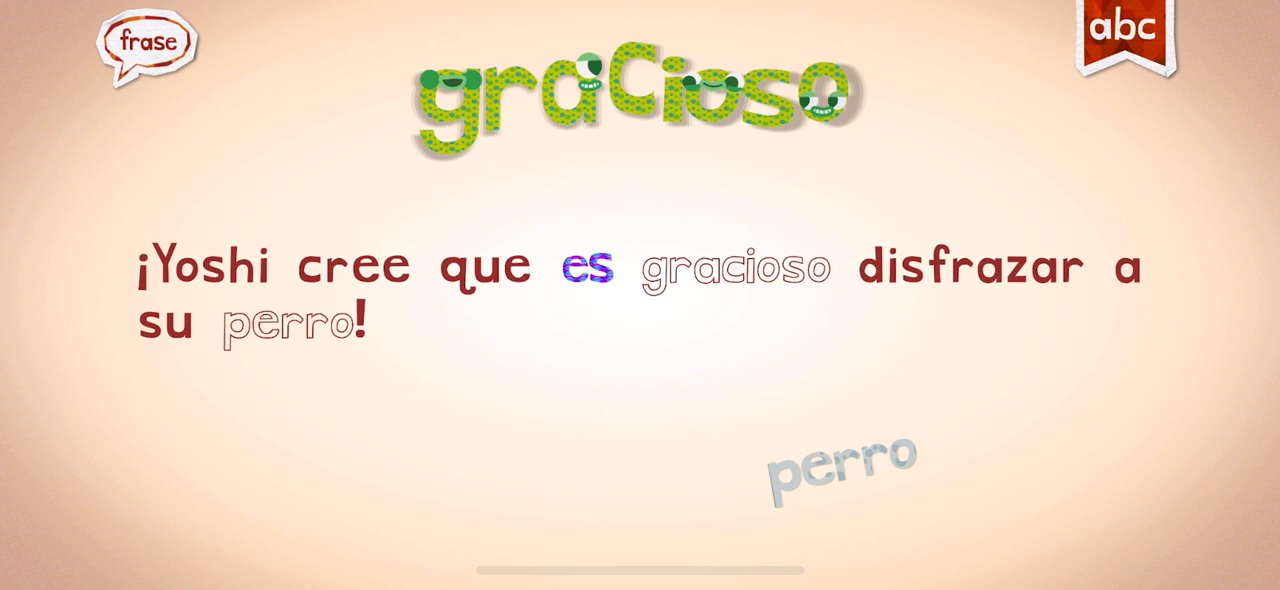 frase
abc
gracioso
¡Yoshi cree que es gracioso disfrazar a
su perro!
perro